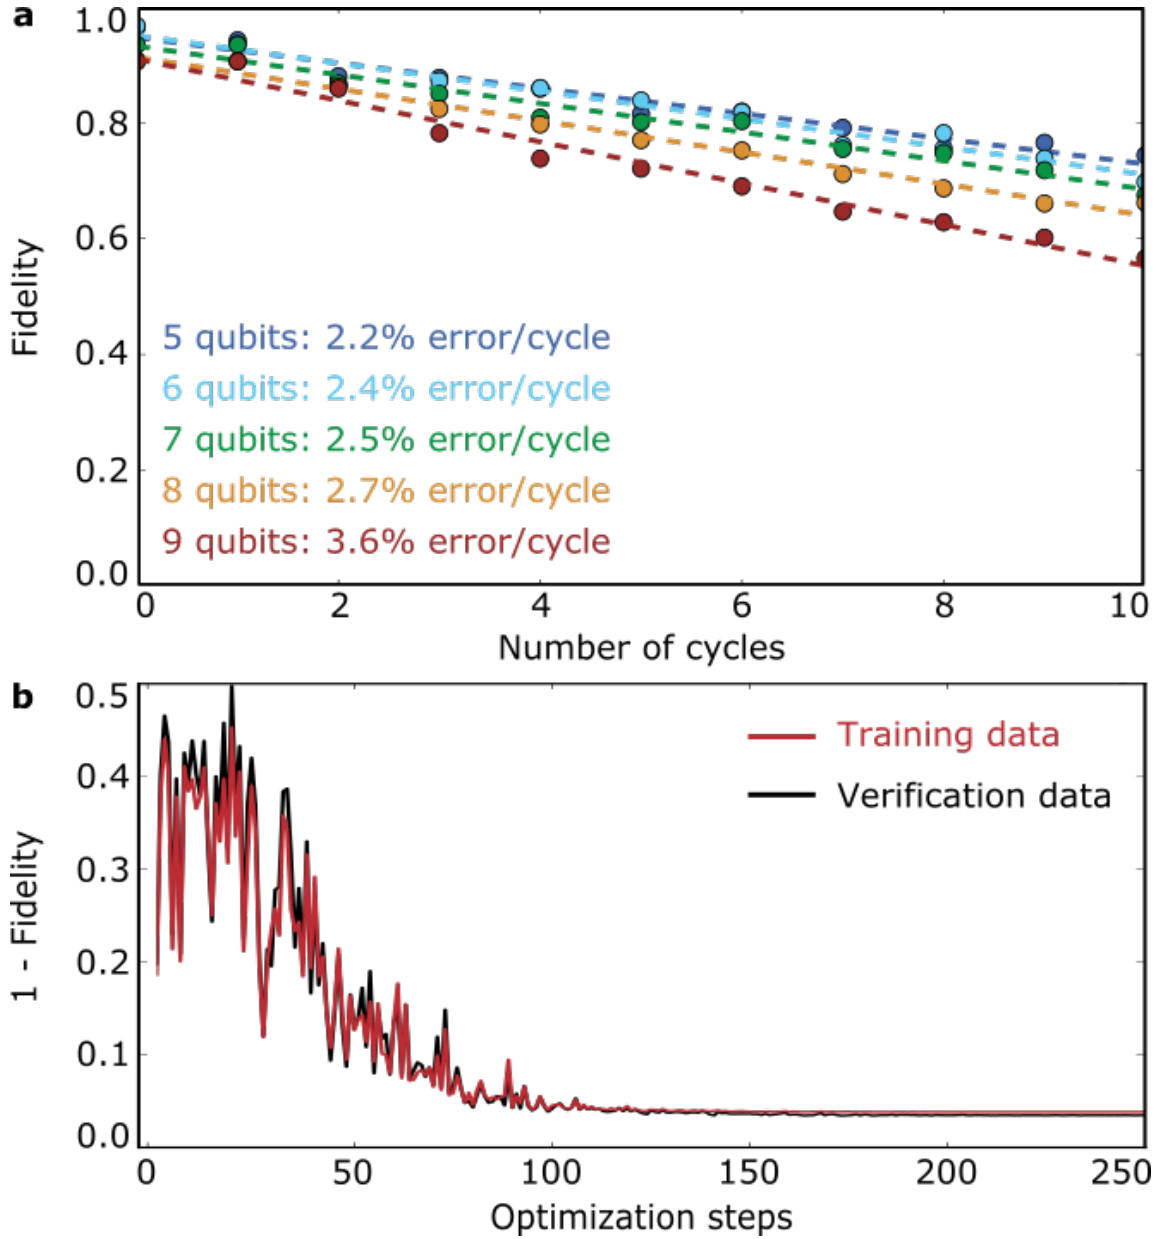 a
1.0
0.8
0.6
0.4
0.2
0.0
Fidelity
5 qubits: 2.2% error/cycle
6 qubits: 2.4% error/cycle
7 qubits: 2.5% error/cycle
8 qubits: 2.7% error/cycle
9 qubits: 3.6% error/cycle
0 2 4 6 8 10
Number of cycles
b
0.5
0.4
0.3
0.2
0.1
0.0
1 - Fidelity
Training data
Verification data
0 50 100 150 200 250
Optimization steps